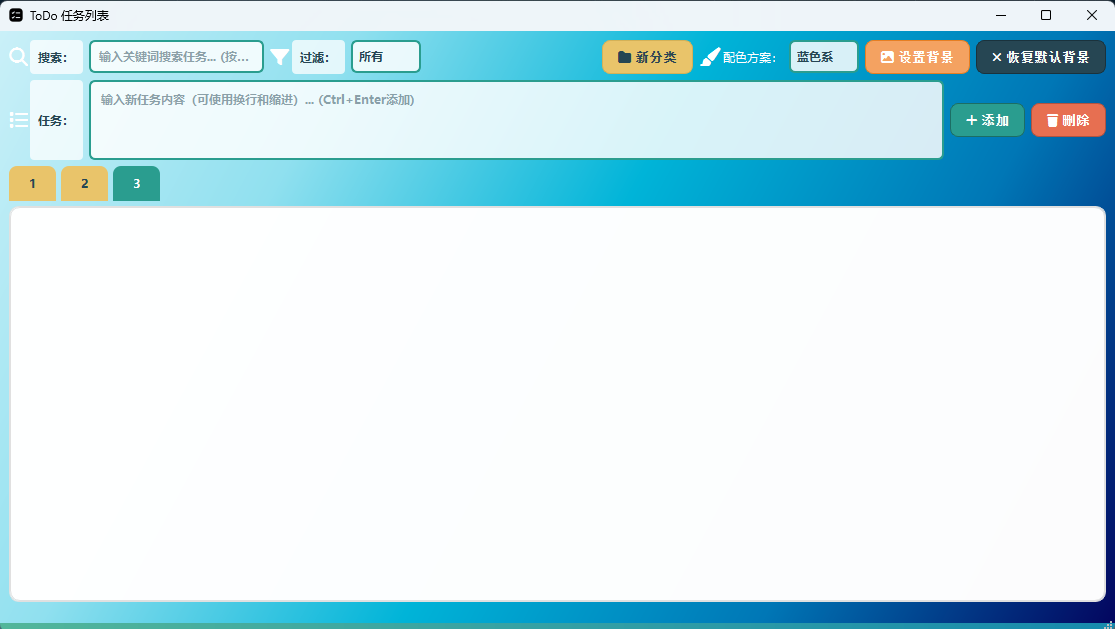 ToDo 任务列表
搜索: 输入关键词搜索任务... (按... 过滤: 所有 新分类 配色方案: 蓝色系 设置背景 恢复默认背景
任务: 输入新任务内容（可使用换行和缩进）... (Ctrl+Enter添加) 添加 删除
1 2 3